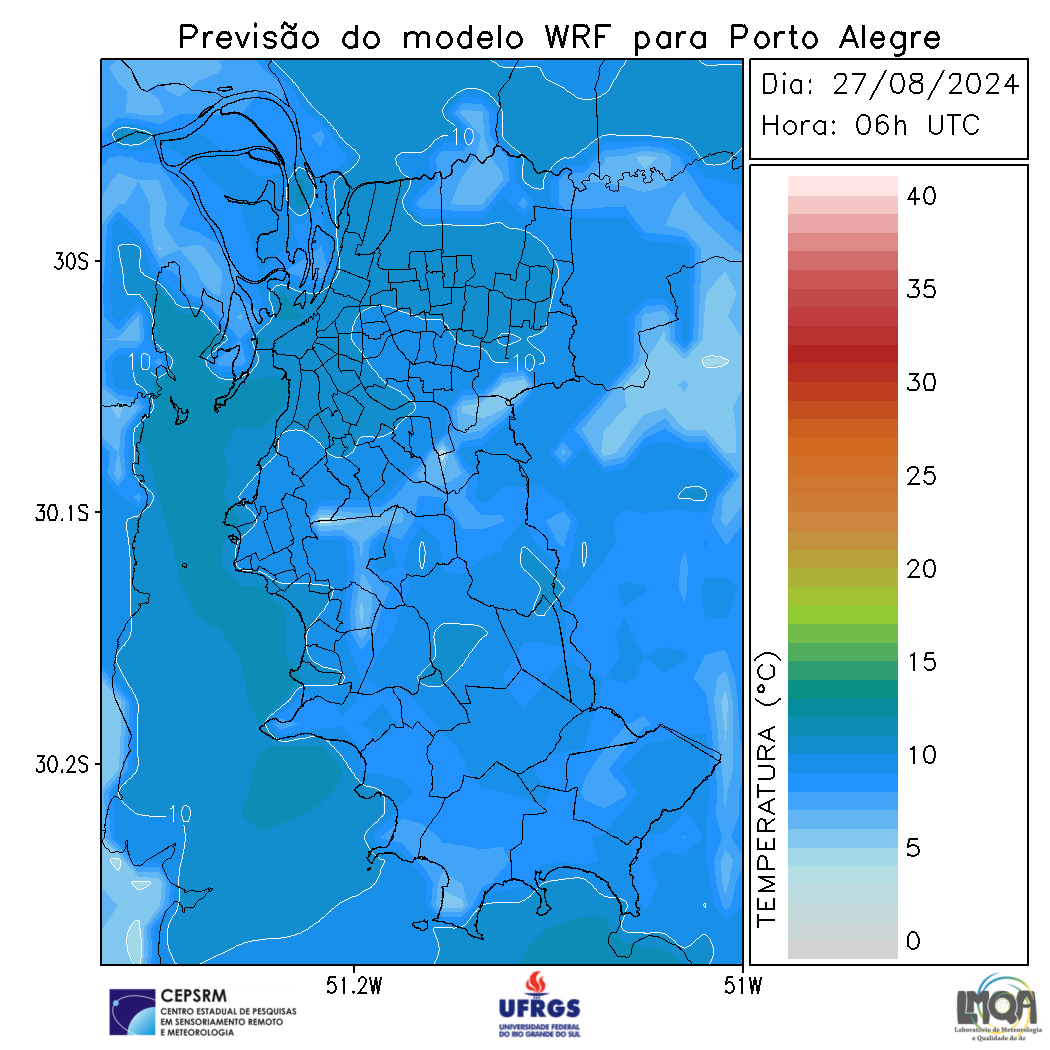 Previsão do modelo WRF para Porto Alegre
Dia: 27/08/2024
Hora: 06h UTC
40
35
30
25
20
15
10
5
0
TEMPERATURA (°C)
30S
30.1S
30.2S
10
10
10
10
51.2W
51W
CEPSRM
CENTRO ESTADUAL DE PESQUISAS
EM SENSORIAMENTO REMOTO
E METEOROLOGIA
UFRGS
UNIVERSIDADE FEDERAL
DO RIO GRANDE DO SUL
LMQA
Laboratório de Meteorologia
e Qualidade do Ar